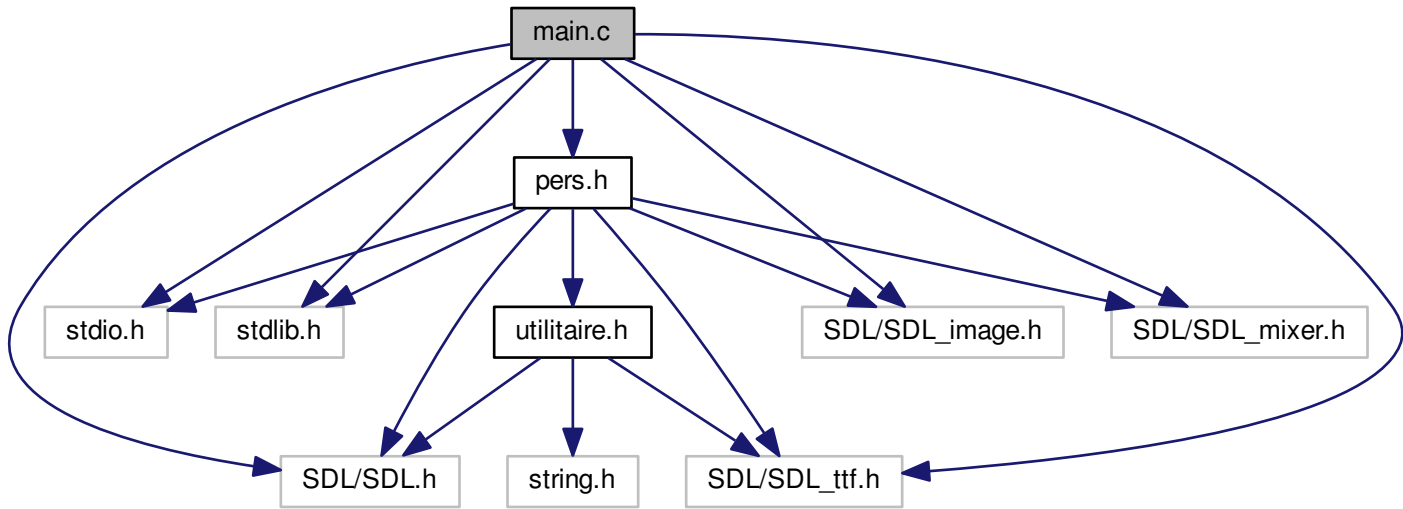 main.c
pers.h
stdio.h
stdlib.h
utilitaire.h
SDL/SDL_image.h
SDL/SDL_mixer.h
SDL/SDL.h
string.h
SDL/SDL_ttf.h